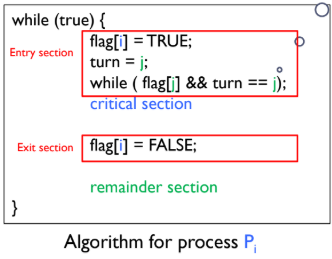 while (true) {
flag[i] = TRUE;
Entry section
turn = j;
while ( flag[j] && turn == j);
critical section
Exit section
flag[i] = FALSE;
remainder section
}
Algorithm for process Pi